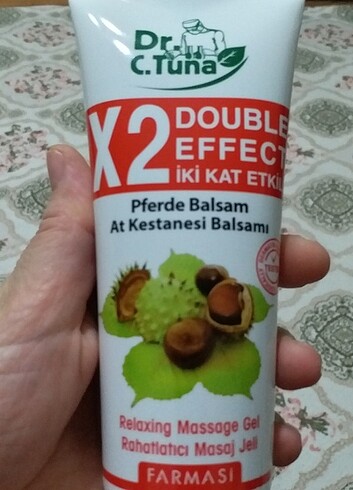 Dr.
C.Tuna
X2 DOUBLE
EFFECT
İKİ KAT ETKİ
Pferde Balsam
At Kestanesi Balsamı
Relaxing Massage Gel
Rahatlatıcı Masaj Jeli
FARMASİ